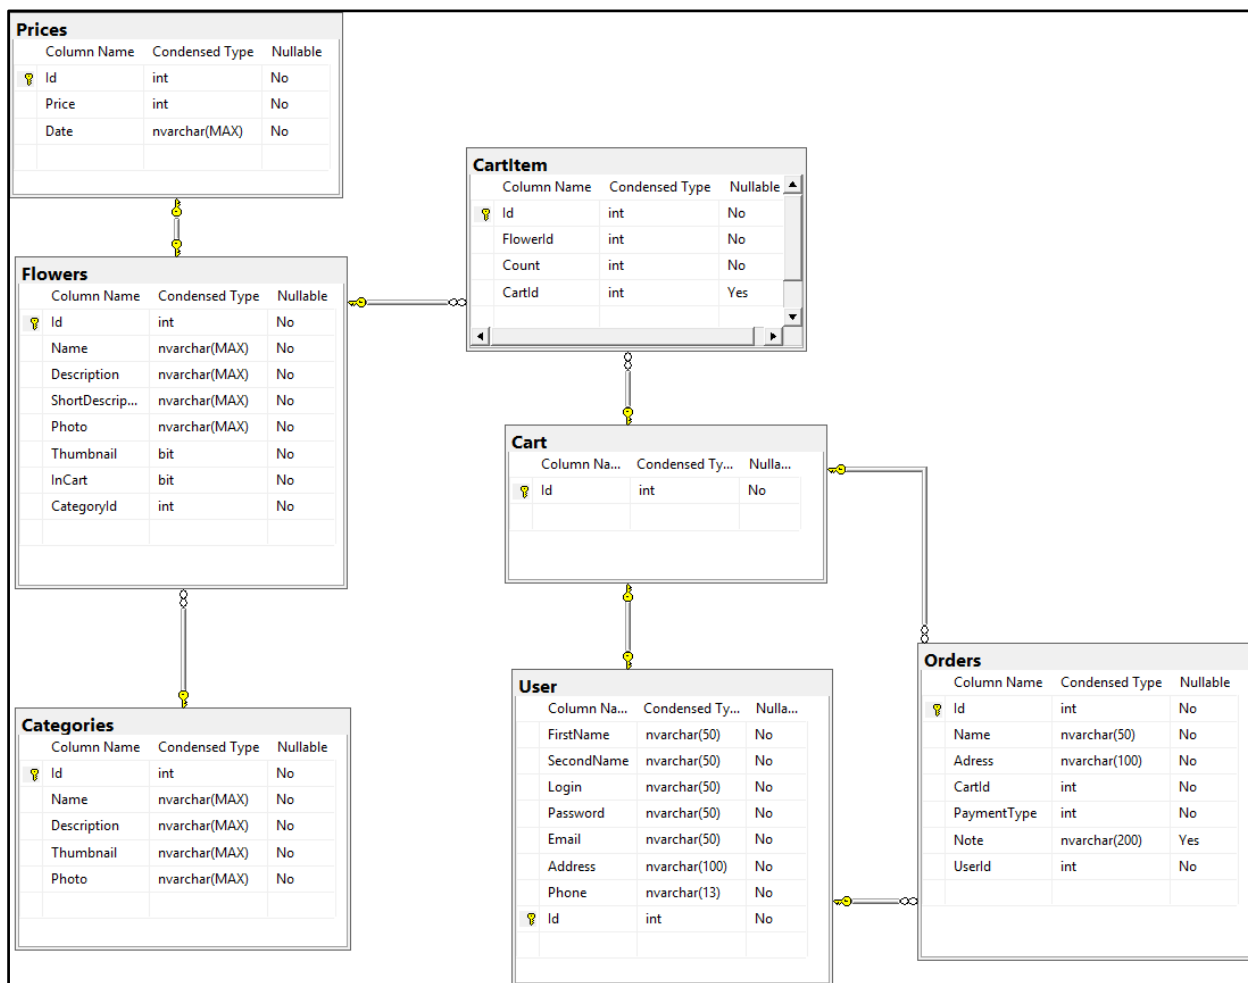 Prices
Column Name Condensed Type Nullable
Id int No
Price int No
Date nvarchar(MAX) No
CartItem
Column Name Condensed Type Nullable
Id int No
FlowerId int No
Count int No
CartId int Yes
Flowers
Column Name Condensed Type Nullable
Id int No
Name nvarchar(MAX) No
Description nvarchar(MAX) No
ShortDescrip... nvarchar(MAX) No
Photo nvarchar(MAX) No
Thumbnail bit No
InCart bit No
CategoryId int No
Cart
Column Na... Condensed Ty... Nulla...
Id int No
Categories
Column Name Condensed Type Nullable
Id int No
Name nvarchar(MAX) No
Description nvarchar(MAX) No
Thumbnail nvarchar(MAX) No
Photo nvarchar(MAX) No
User
Column Na... Condensed Ty... Nulla...
FirstName nvarchar(50) No
SecondName nvarchar(50) No
Login nvarchar(50) No
Password nvarchar(50) No
Email nvarchar(50) No
Address nvarchar(100) No
Phone nvarchar(13) No
Id int No
Orders
Column Name Condensed Type Nullable
Id int No
Name nvarchar(50) No
Adress nvarchar(100) No
CartId int No
PaymentType int No
Note nvarchar(200) Yes
UserId int No